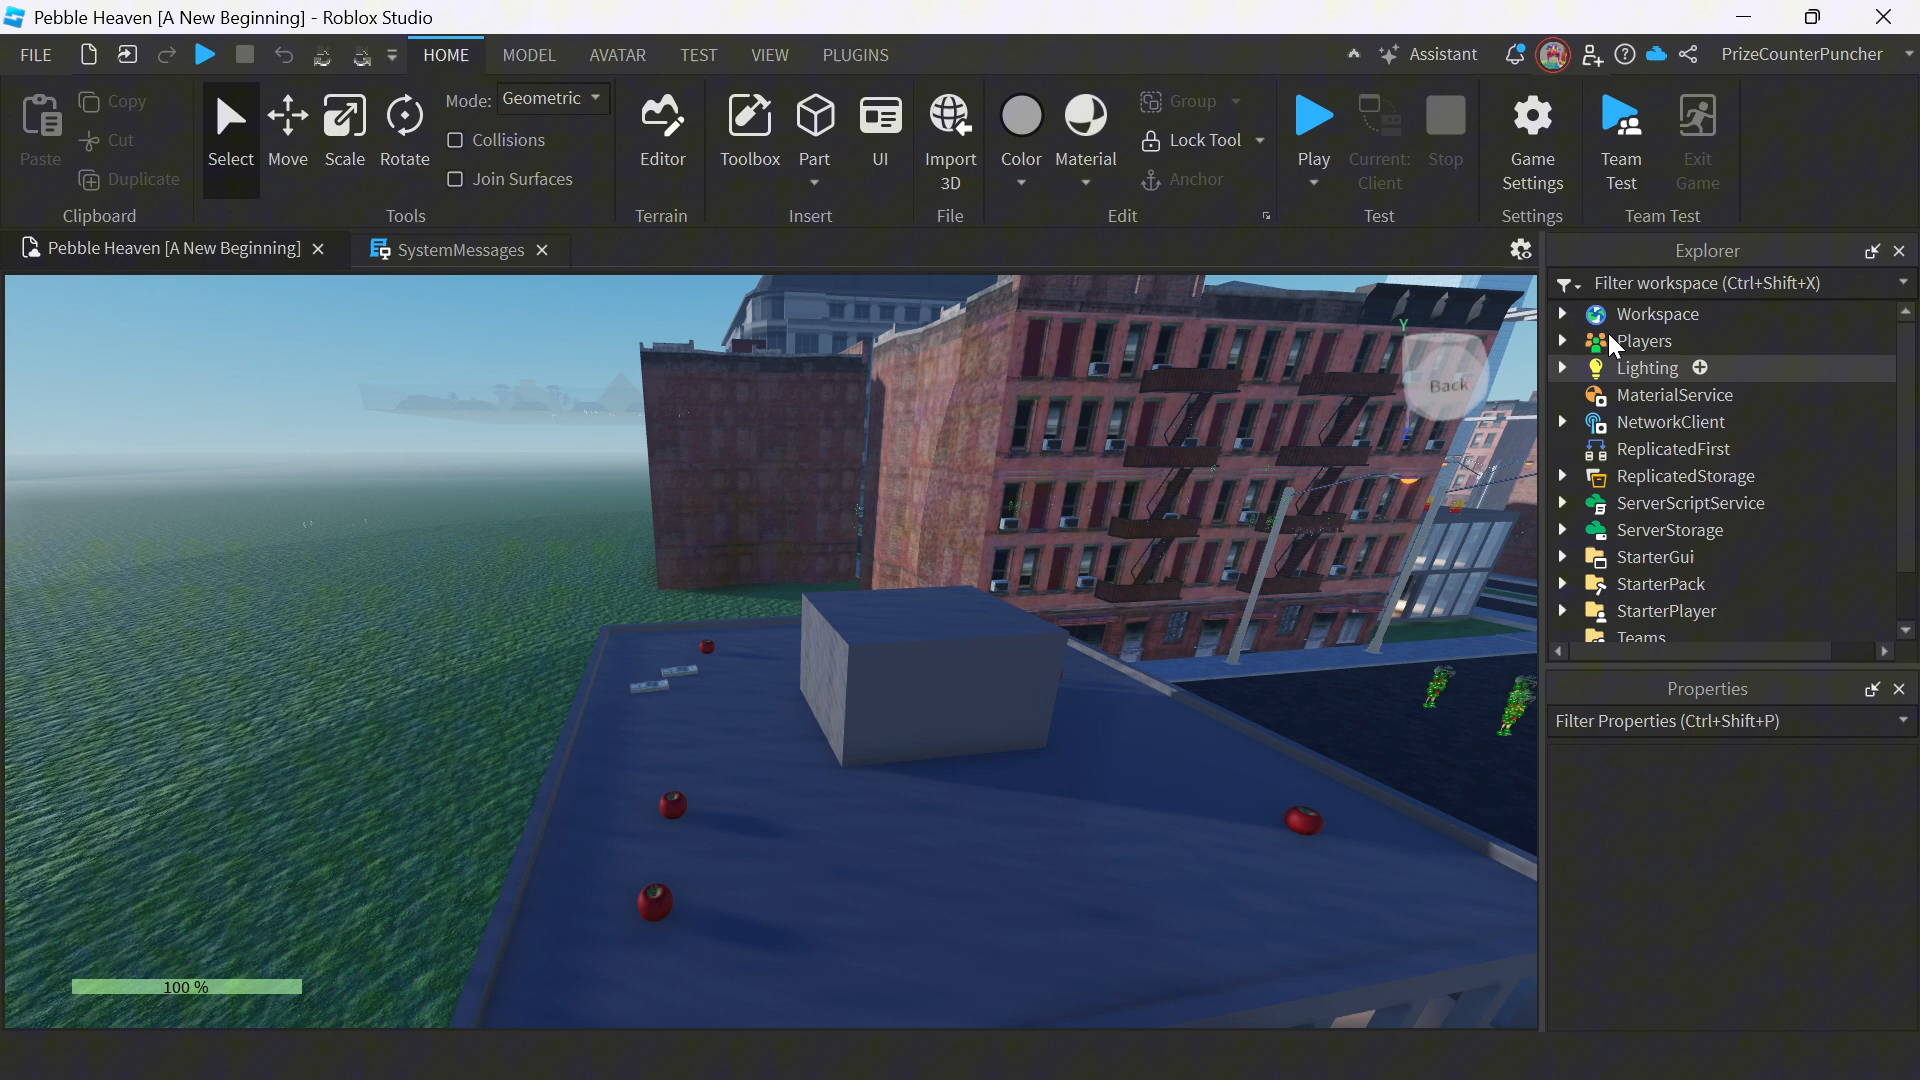 Pebble Heaven [A New Beginning] - Roblox Studio
FILE HOME MODEL AVATAR TEST VIEW PLUGINS Assistant PrizeCounterPuncher
Paste
Copy
Cut
Duplicate
Clipboard
Select Move Scale Rotate
Mode: Geometric
Collisions
Join Surfaces
Tools
Editor
Terrain
Toolbox Part UI
Insert
Import
3D
File
Color Material
Group
Lock Tool
Anchor
Edit
Play
Current:
Client
Stop
Test
Game
Settings
Settings
Team
Test
Exit
Game
Team Test
Pebble Heaven [A New Beginning]
SystemMessages
Y
Back
100 %
Explorer
Filter workspace (Ctrl+Shift+X)
Workspace
Players
Lighting
MaterialService
NetworkClient
ReplicatedFirst
ReplicatedStorage
ServerScriptService
ServerStorage
StarterGui
StarterPack
StarterPlayer
Teams
Properties
Filter Properties (Ctrl+Shift+P)